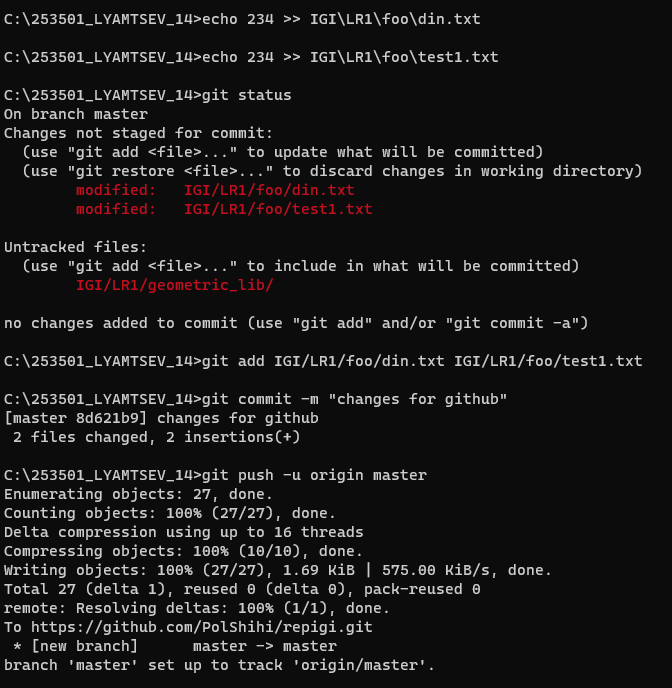 C:\253501_LYAMTSEV_14>echo 234 >> IGI\LR1\foo\din.txt
C:\253501_LYAMTSEV_14>echo 234 >> IGI\LR1\foo\test1.txt
C:\253501_LYAMTSEV_14>git status
On branch master
Changes not staged for commit:
  (use "git add <file>..." to update what will be committed)
  (use "git restore <file>..." to discard changes in working directory)
        modified:   IGI/LR1/foo/din.txt
        modified:   IGI/LR1/foo/test1.txt
Untracked files:
  (use "git add <file>..." to include in what will be committed)
        IGI/LR1/geometric_lib/
no changes added to commit (use "git add" and/or "git commit -a")
C:\253501_LYAMTSEV_14>git add IGI/LR1/foo/din.txt IGI/LR1/foo/test1.txt
C:\253501_LYAMTSEV_14>git commit -m "changes for github"
[master 8d621b9] changes for github
 2 files changed, 2 insertions(+)
C:\253501_LYAMTSEV_14>git push -u origin master
Enumerating objects: 27, done.
Counting objects: 100% (27/27), done.
Delta compression using up to 16 threads
Compressing objects: 100% (10/10), done.
Writing objects: 100% (27/27), 1.69 KiB | 575.00 KiB/s, done.
Total 27 (delta 1), reused 0 (delta 0), pack-reused 0
remote: Resolving deltas: 100% (1/1), done.
To https://github.com/PolShihi/repigi.git
 * [new branch]      master -> master
branch 'master' set up to track 'origin/master'.